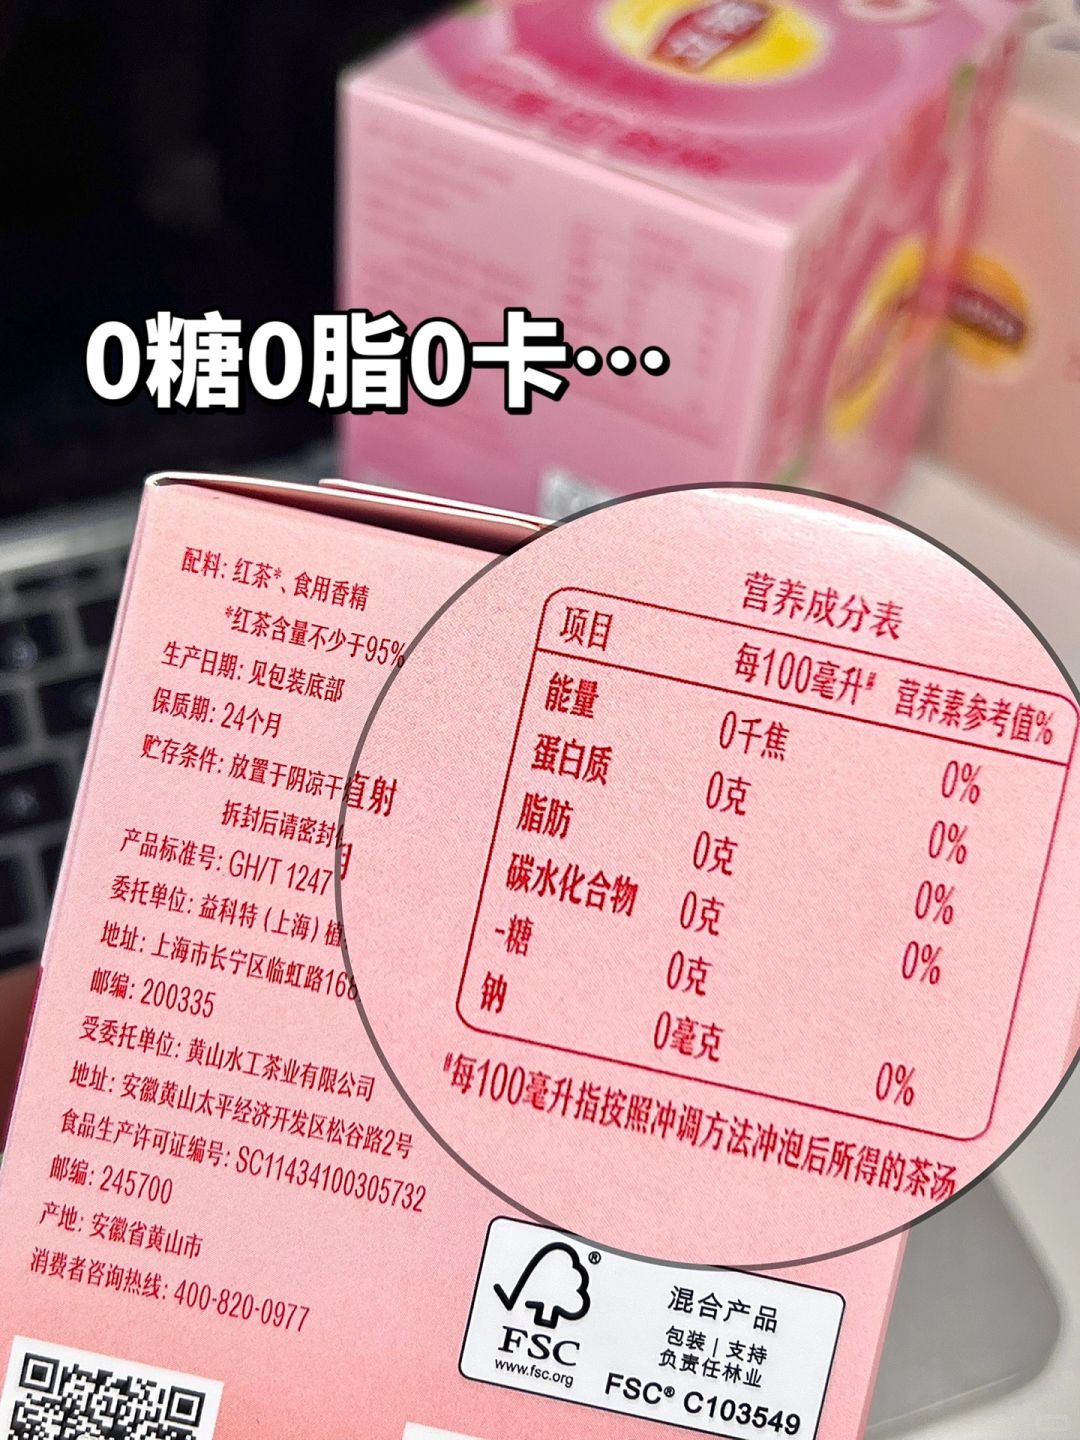 0糖0脂0卡…
配料: 红茶*、食用香精
*红茶含量不少于95%
生产日期: 见包装底部
保质期: 24个月
贮存条件: 放置于阴凉干
直射
拆封后请密封
产品标准号: GH/T 1247
委托单位: 益科特 (上海) 植
地址: 上海市长宁区临虹路168
邮编: 200335
受委托单位: 黄山水工茶业有限公司
地址: 安徽黄山太平经济开发区松谷路2号
食品生产许可证编号: SC11434100305732
邮编: 245700
产地: 安徽省黄山市
消费者咨询热线: 400-820-0977
营养成分表
项目 每100毫升# 营养素参考值%
能量 0千焦 0%
蛋白质 0克 0%
脂肪 0克 0%
碳水化合物 0克 0%
-糖 0克
钠 0毫克 0%
#每100毫升指按照冲调方法冲泡后所得的茶汤
FSC®
www.fsc.org
混合产品
包装 | 支持
负责任林业
FSC® C103549